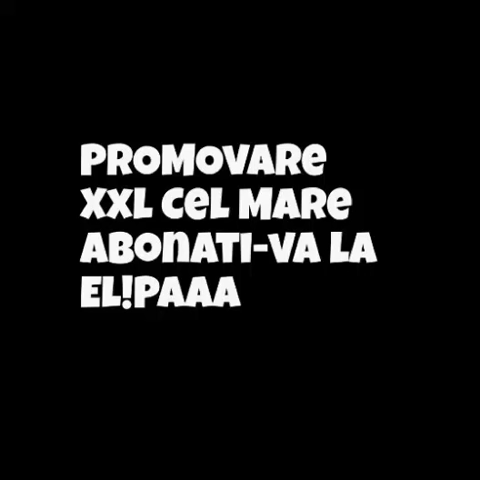 PROMOVARE
XXL CEL MARE
ABONATI-VA LA
EL!PAAA